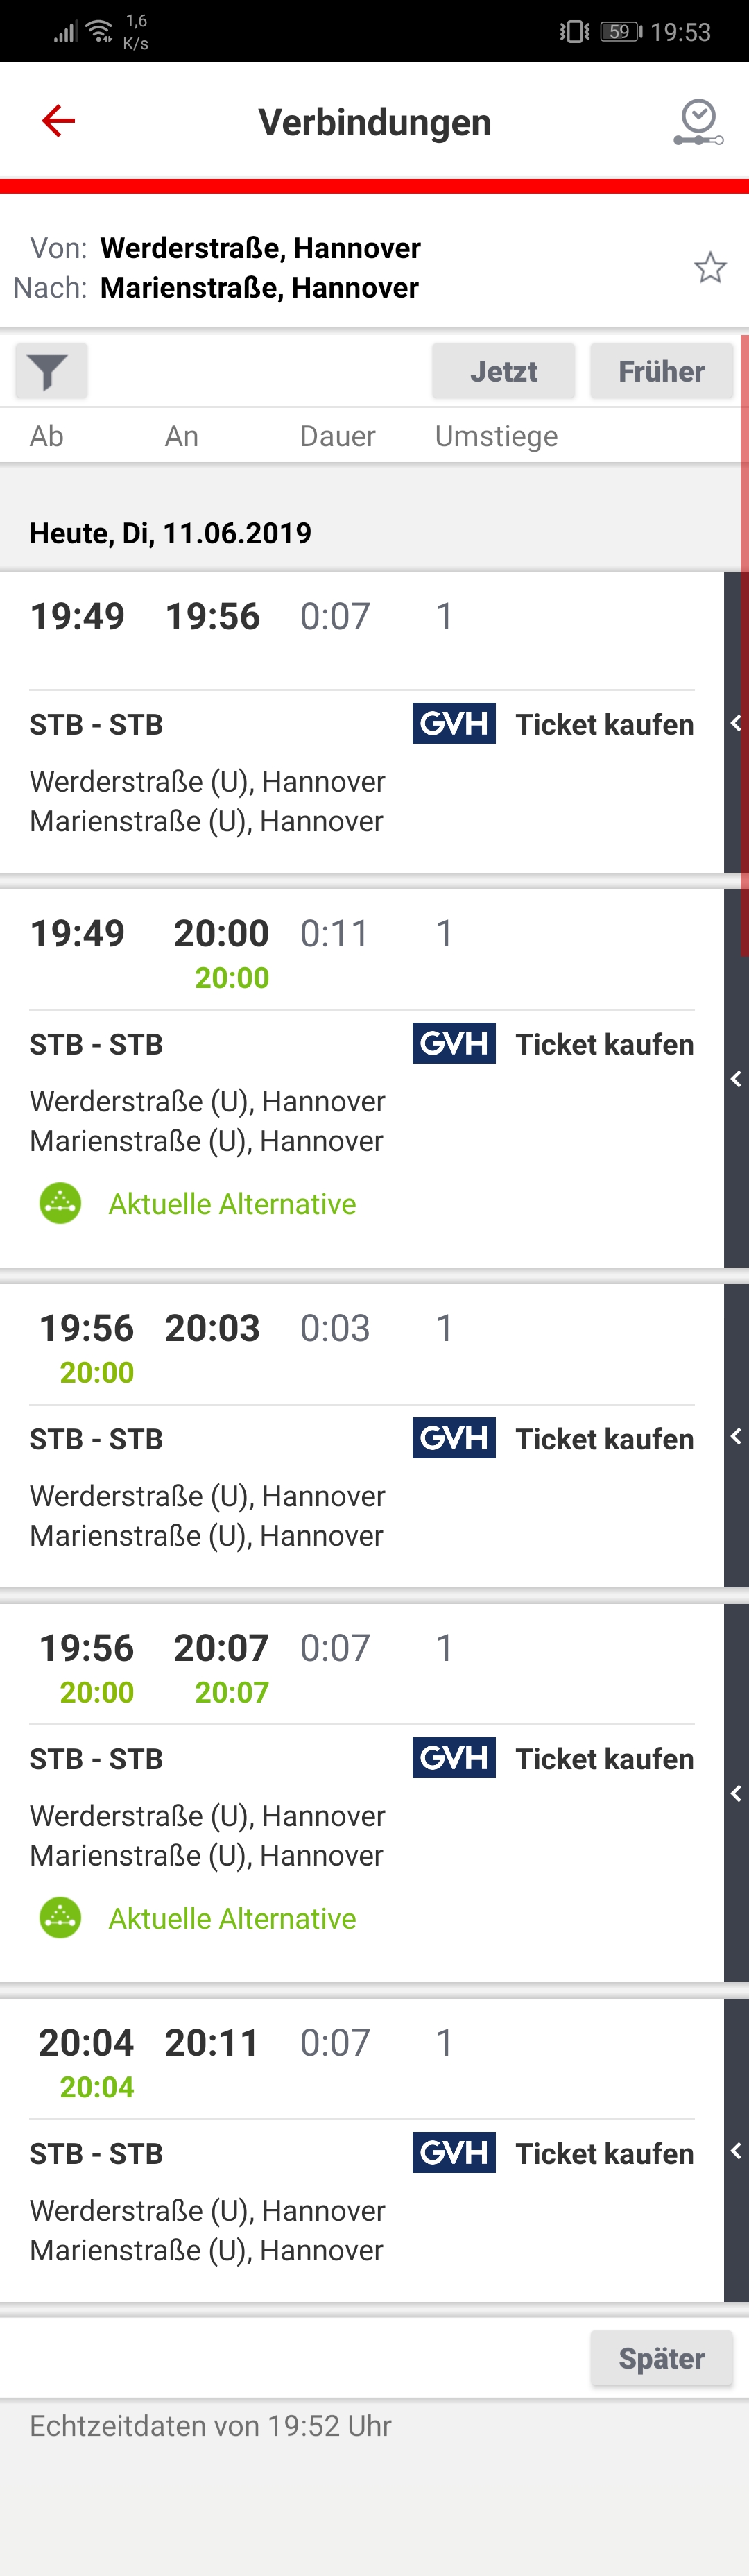 1,6
K/s
59 19:53
Verbindungen
Von: Werderstraße, Hannover
Nach: Marienstraße, Hannover
Jetzt Früher
Ab An Dauer Umstiege
Heute, Di, 11.06.2019
19:49 19:56 0:07 1
STB - STB GVH Ticket kaufen
Werderstraße (U), Hannover
Marienstraße (U), Hannover
19:49 20:00 0:11 1
20:00
STB - STB GVH Ticket kaufen
Werderstraße (U), Hannover
Marienstraße (U), Hannover
Aktuelle Alternative
19:56 20:03 0:03 1
20:00
STB - STB GVH Ticket kaufen
Werderstraße (U), Hannover
Marienstraße (U), Hannover
19:56 20:07 0:07 1
20:00 20:07
STB - STB GVH Ticket kaufen
Werderstraße (U), Hannover
Marienstraße (U), Hannover
Aktuelle Alternative
20:04 20:11 0:07 1
20:04
STB - STB GVH Ticket kaufen
Werderstraße (U), Hannover
Marienstraße (U), Hannover
Später
Echtzeitdaten von 19:52 Uhr